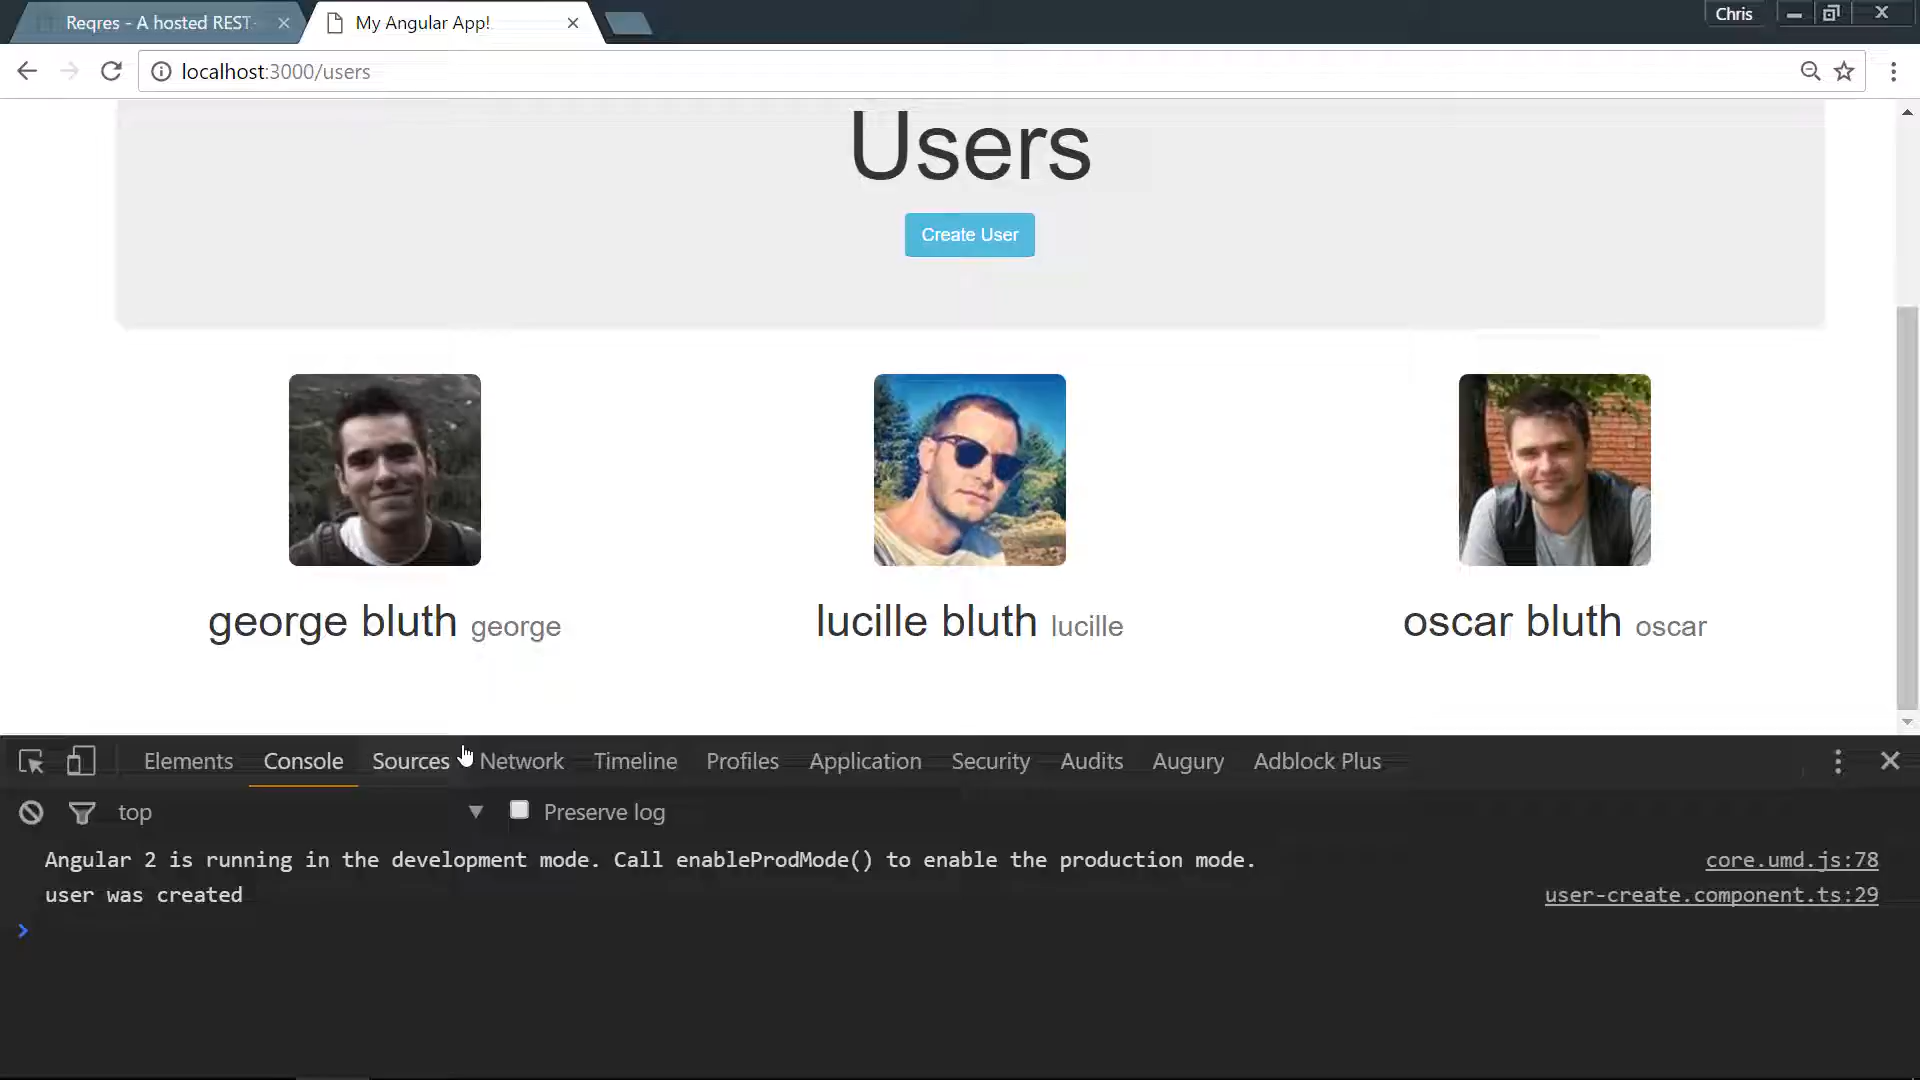 Reqres - A hosted REST
My Angular App!
Chris
localhost:3000/users
Users
Create User
george bluth george
lucille bluth lucille
oscar bluth oscar
Elements Console Sources Network Timeline Profiles Application Security Audits Augury Adblock Plus
top Preserve log
Angular 2 is running in the development mode. Call enableProdMode() to enable the production mode. core.umd.js:78
user was created user-create.component.ts:29